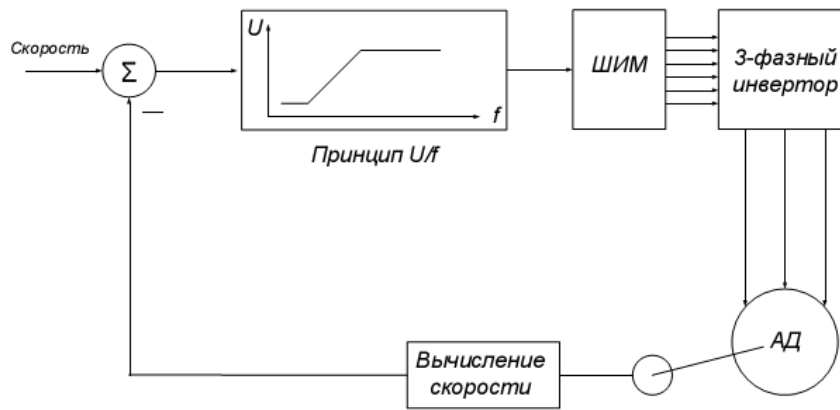 Скорость
Σ
—
U
f
Принцип U/f
ШИМ
3-фазный
инвертор
АД
Вычисление
скорости